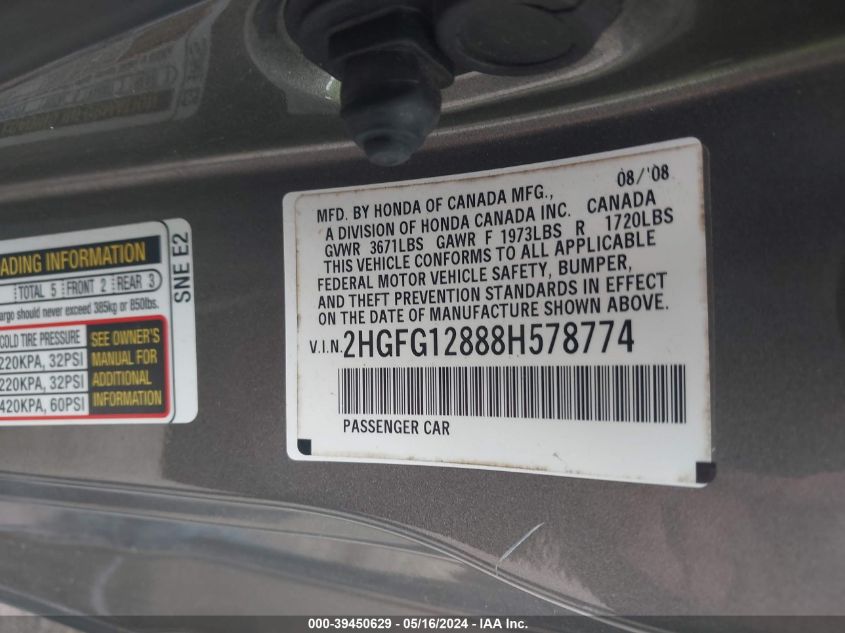 08/'08
MFD. BY HONDA OF CANADA MFG.,
A DIVISION OF HONDA CANADA INC. CANADA
GVWR 3671LBS GAWR F 1973LBS R 1720LBS
THIS VEHICLE CONFORMS TO ALL APPLICABLE
FEDERAL MOTOR VEHICLE SAFETY, BUMPER,
AND THEFT PREVENTION STANDARDS IN EFFECT
ON THE DATE OF MANUFACTURE SHOWN ABOVE.
V.I.N. 2HGFG12888H578774
PASSENGER CAR
ADING INFORMATION
TOTAL 5 FRONT 2 REAR 3
argo should never exceed 385kg or 850lbs.
COLD TIRE PRESSURE
220KPA, 32PSI
220KPA, 32PSI
420KPA, 60PSI
SEE OWNER'S
MANUAL FOR
ADDITIONAL
INFORMATION
SNE E2
000-39450629 - 05/16/2024 - IAA Inc.